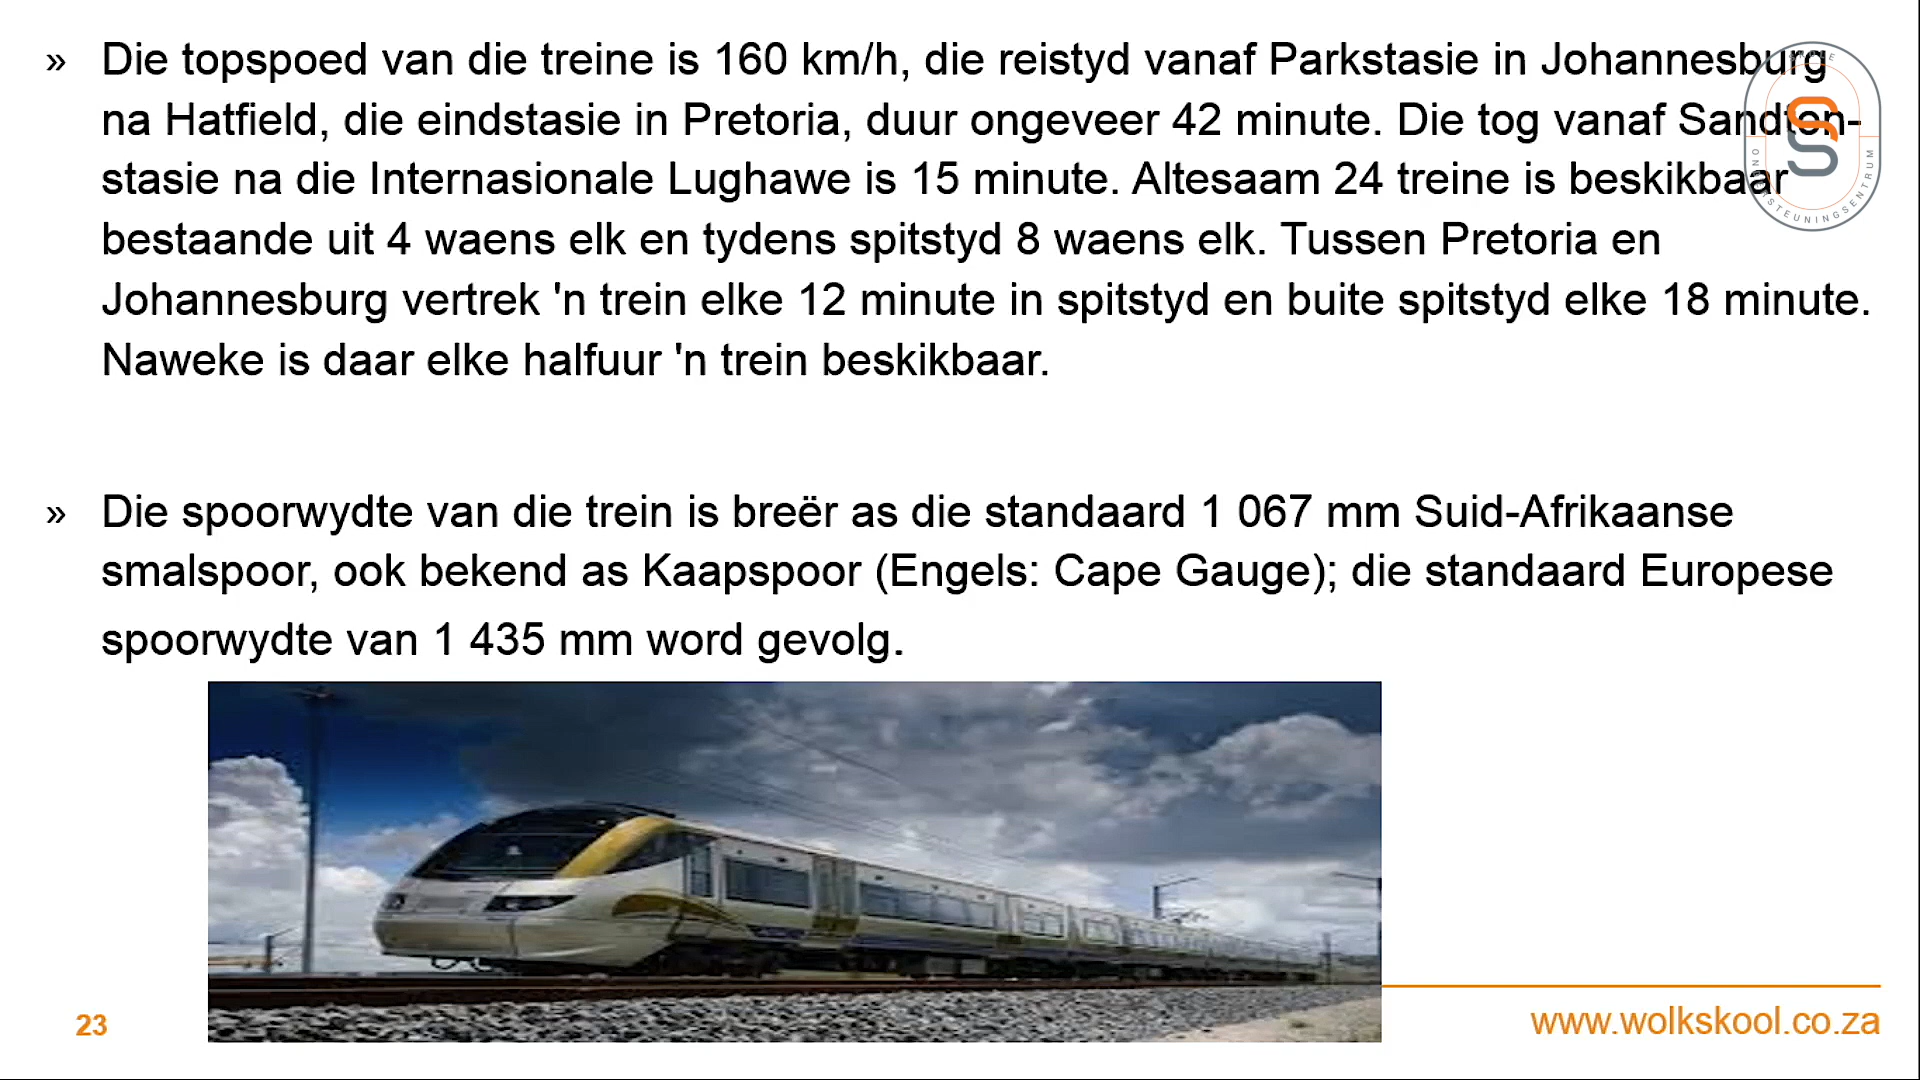 » Die topspoed van die treine is 160 km/h, die reistyd vanaf Parkstasie in Johannesburg
na Hatfield, die eindstasie in Pretoria, duur ongeveer 42 minute. Die tog vanaf Sandton-
stasie na die Internasionale Lughawe is 15 minute. Altesaam 24 treine is beskikbaar
bestaande uit 4 waens elk en tydens spitstyd 8 waens elk. Tussen Pretoria en
Johannesburg vertrek 'n trein elke 12 minute in spitstyd en buite spitstyd elke 18 minute.
Naweke is daar elke halfuur 'n trein beskikbaar.
» Die spoorwydte van die trein is breër as die standaard 1 067 mm Suid-Afrikaanse
smalspoor, ook bekend as Kaapspoor (Engels: Cape Gauge); die standaard Europese
spoorwydte van 1 435 mm word gevolg.
23
www.wolkskool.co.za